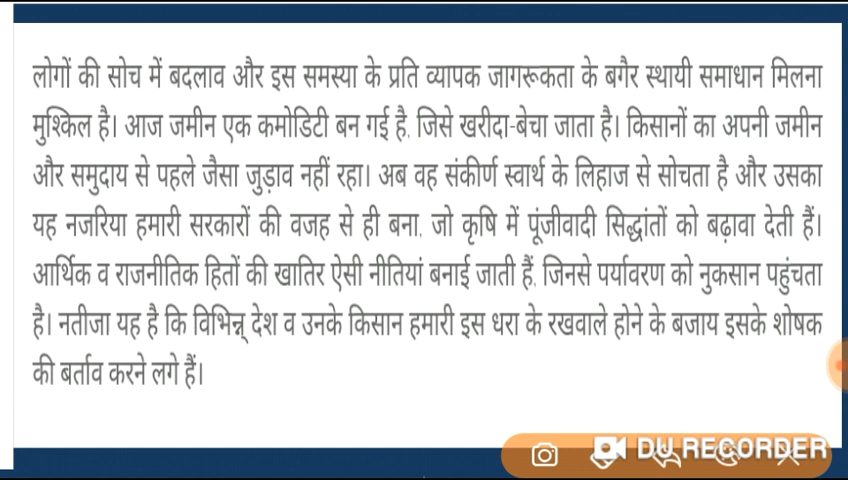 लोगों की सोच में बदलाव और इस समस्या के प्रति व्यापक जागरूकता के बगैर स्थायी समाधान मिलना
मुश्किल है। आज जमीन एक कमोडिटी बन गई है, जिसे खरीदा-बेचा जाता है। किसानों का अपनी जमीन
और समुदाय से पहले जैसा जुड़ाव नहीं रहा। अब वह संकीर्ण स्वार्थ के लिहाज से सोचता है और उसका
यह नजरिया हमारी सरकारों की वजह से ही बना, जो कृषि में पूंजीवादी सिद्धांतों को बढ़ावा देती हैं।
आर्थिक व राजनीतिक हितों की खातिर ऐसी नीतियां बनाई जाती हैं, जिनसे पर्यावरण को नुकसान पहुंचता
है। नतीजा यह है कि विभिन्न् देश व उनके किसान हमारी इस धरा के रखवाले होने के बजाय इसके शोषक
की बर्ताव करने लगे हैं।
DU RECORDER